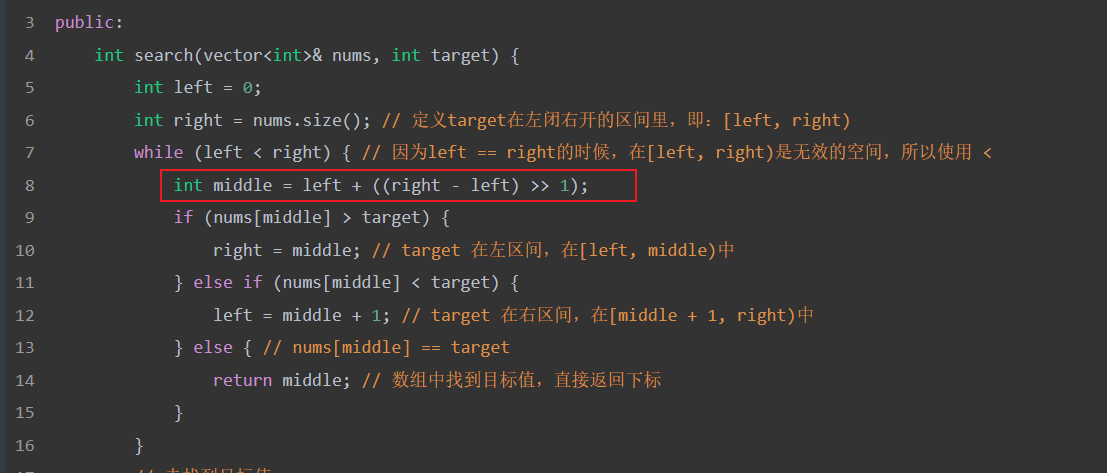 3 public:
4 int search(vector<int>& nums, int target) {
5 int left = 0;
6 int right = nums.size(); // 定义target在左闭右开的区间里，即：[left, right)
7 while (left < right) { // 因为left == right的时候，在[left, right)是无效的空间，所以使用 <
8 int middle = left + ((right - left) >> 1);
9 if (nums[middle] > target) {
10 right = middle; // target 在左区间，在[left, middle)中
11 } else if (nums[middle] < target) {
12 left = middle + 1; // target 在右区间，在[middle + 1, right)中
13 } else { // nums[middle] == target
14 return middle; // 数组中找到目标值，直接返回下标
15 }
16 }